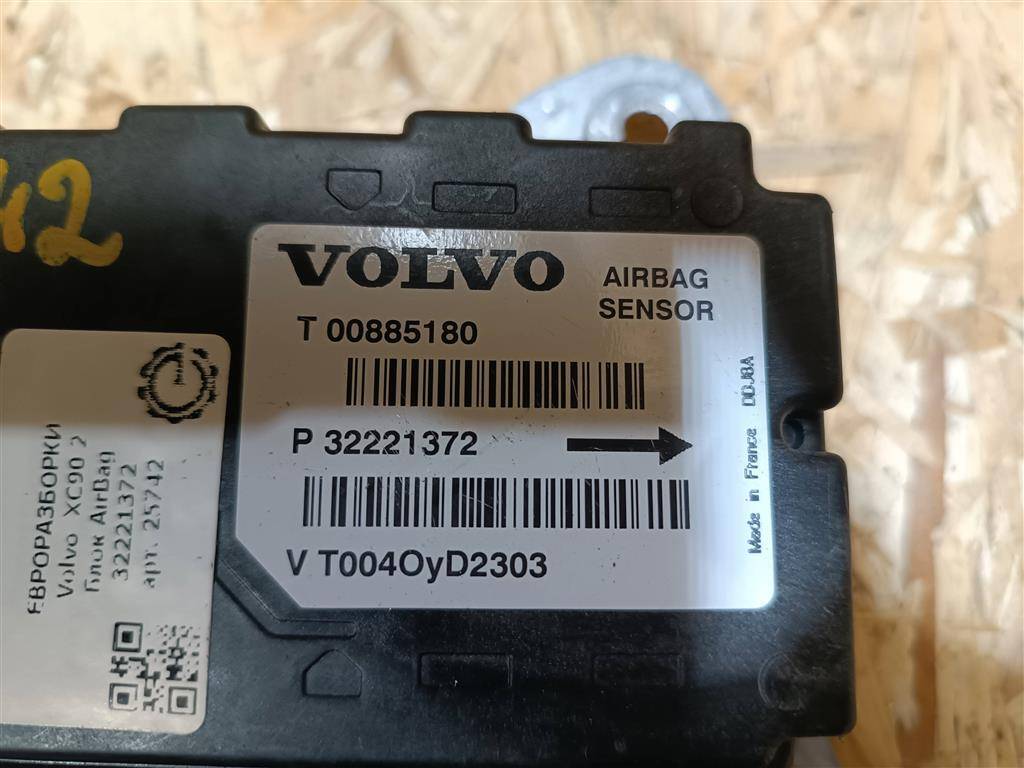 42
VOLVO
AIRBAG
SENSOR
T 00885180
P 32221372
V T004OyD2303
Made in France DDJ8A
ЕВРОРАЗБОРКИ
Volvo XC90 2
Блок AirBag
32221372
арт. 25742